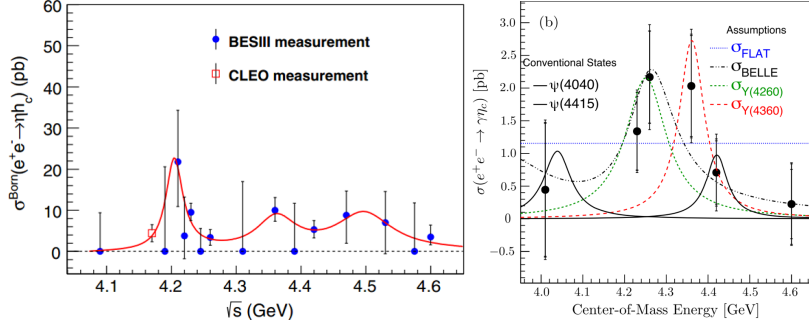 σ^Born(e⁺e⁻→ηh_c) (pb)
60
50
40
30
20
10
0
BESIII measurement
CLEO measurement
4.1 4.2 4.3 4.4 4.5 4.6
√s (GeV)
(b)
σ(e⁺e⁻ → γη_c) [pb]
3.0
2.5
2.0
1.5
1.0
0.5
0
−0.5
Conventional States
ψ(4040)
ψ(4415)
Assumptions
σ_FLAT
σ_BELLE
σ_Y(4260)
σ_Y(4360)
4.0 4.1 4.2 4.3 4.4 4.5 4.6
Center-of-Mass Energy [GeV]